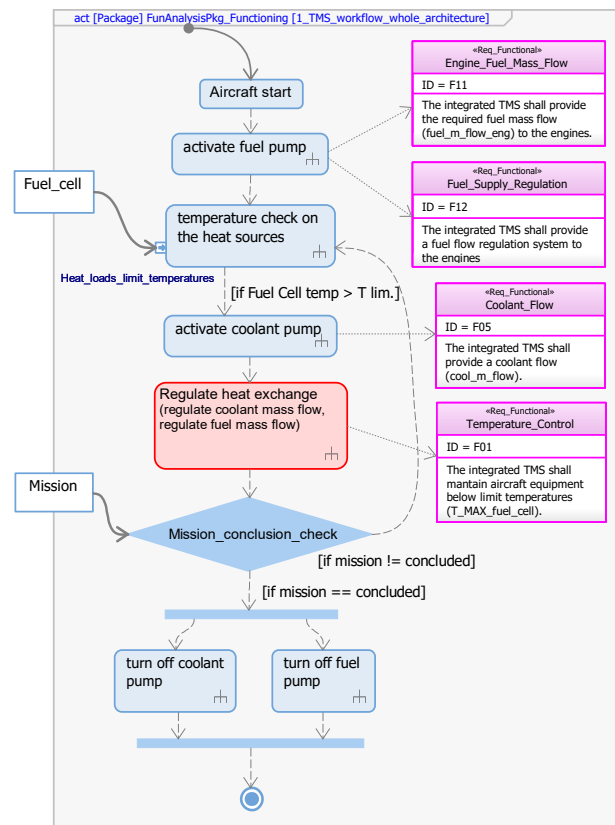 act [Package] FunAnalysisPkg_Functioning [1_TMS_workflow_whole_architecture]
Aircraft start
activate fuel pump
Fuel_cell
temperature check on
the heat sources
Heat_loads_limit_temperatures
[if Fuel Cell temp > T lim.]
activate coolant pump
Regulate heat exchange
(regulate coolant mass flow,
regulate fuel mass flow)
Mission
Mission_conclusion_check
[if mission != concluded]
[if mission == concluded]
turn off coolant
pump
turn off fuel
pump
«Req_Functional»
Engine_Fuel_Mass_Flow
ID = F11
The integrated TMS shall provide
the required fuel mass flow
(fuel_m_flow_eng) to the engines.
«Req_Functional»
Fuel_Supply_Regulation
ID = F12
The integrated TMS shall provide
a fuel flow regulation system to
the engines
«Req_Functional»
Coolant_Flow
ID = F05
The integrated TMS shall
provide a coolant flow
(cool_m_flow).
«Req_Functional»
Temperature_Control
ID = F01
The integrated TMS shall
mantain aircraft equipment
below limit temperatures
(T_MAX_fuel_cell).